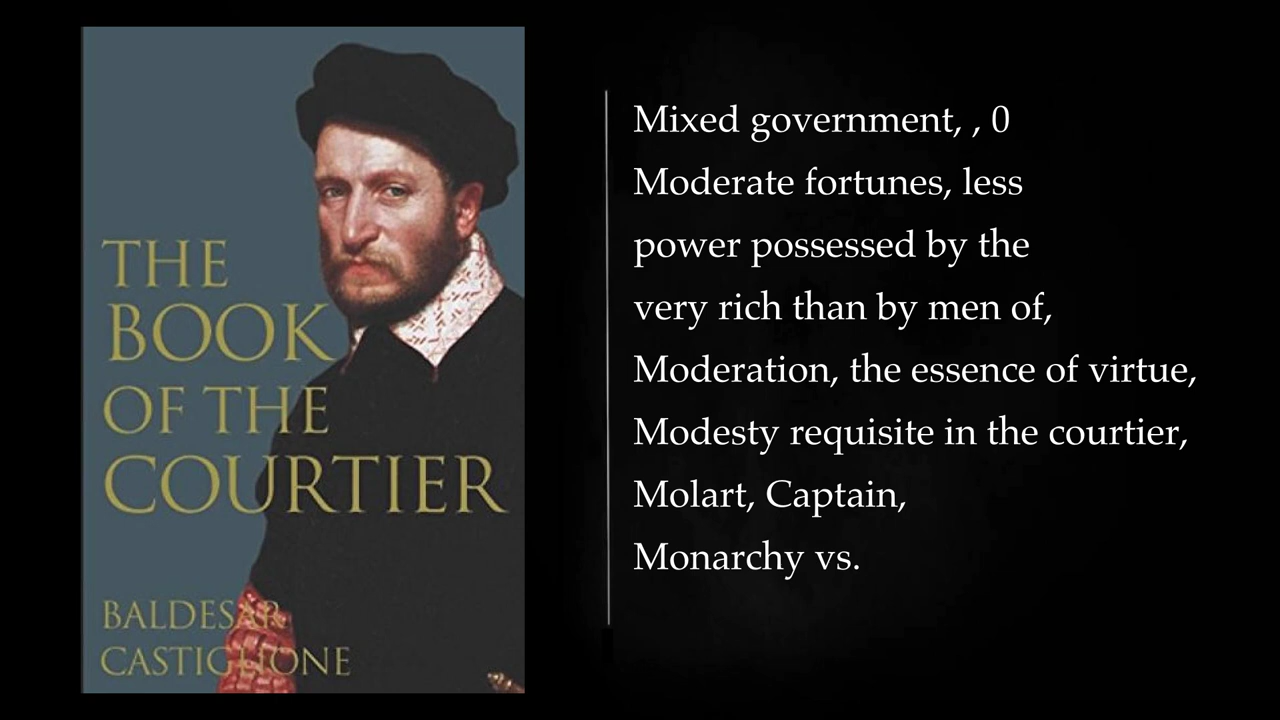 THE
BOOK
OF THE
COURTIER
BALDESAR
CASTIGLIONE
Mixed government, , 0
Moderate fortunes, less
power possessed by the
very rich than by men of,
Moderation, the essence of virtue,
Modesty requisite in the courtier,
Molart, Captain,
Monarchy vs.